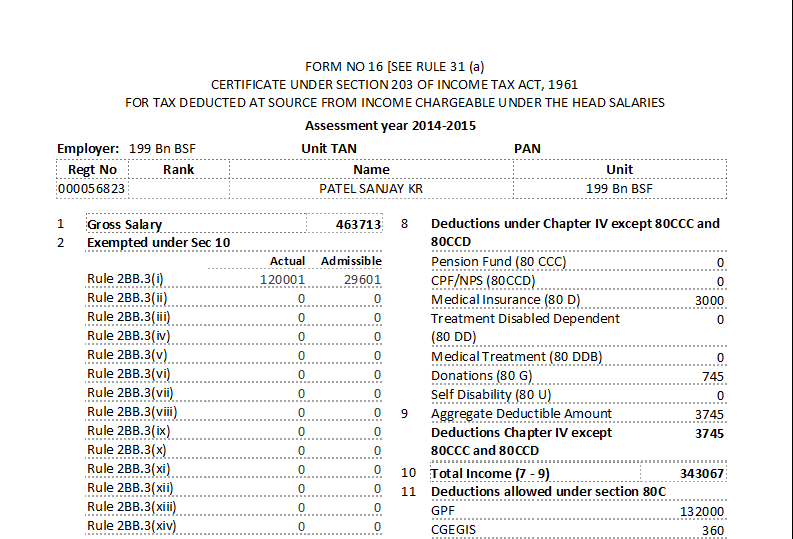 FORM NO 16 [SEE RULE 31 (a)
CERTIFICATE UNDER SECTION 203 OF INCOME TAX ACT, 1961
FOR TAX DEDUCTED AT SOURCE FROM INCOME CHARGEABLE UNDER THE HEAD SALARIES
Assessment year 2014-2015
Employer: 199 Bn BSF Unit TAN PAN
Regt No Rank Name Unit
000056823 PATEL SANJAY KR 199 Bn BSF
1 Gross Salary 463713
2 Exempted under Sec 10
Actual Admissible
Rule 2BB.3(i) 120001 29601
Rule 2BB.3(ii) 0 0
Rule 2BB.3(iii) 0 0
Rule 2BB.3(iv) 0 0
Rule 2BB.3(v) 0 0
Rule 2BB.3(vi) 0 0
Rule 2BB.3(vii) 0 0
Rule 2BB.3(viii) 0 0
Rule 2BB.3(ix) 0 0
Rule 2BB.3(x) 0 0
Rule 2BB.3(xi) 0 0
Rule 2BB.3(xii) 0 0
Rule 2BB.3(xiii) 0 0
Rule 2BB.3(xiv) 0 0
8 Deductions under Chapter IV except 80CCC and
80CCD
Pension Fund (80 CCC) 0
CPF/NPS (80CCD) 0
Medical Insurance (80 D) 3000
Treatment Disabled Dependent 0
(80 DD)
Medical Treatment (80 DDB) 0
Donations (80 G) 745
Self Disability (80 U) 0
9 Aggregate Deductible Amount 3745
Deductions Chapter IV except 3745
80CCC and 80CCD
10 Total Income (7 - 9) 343067
11 Deductions allowed under section 80C
GPF 132000
CGEGIS 360